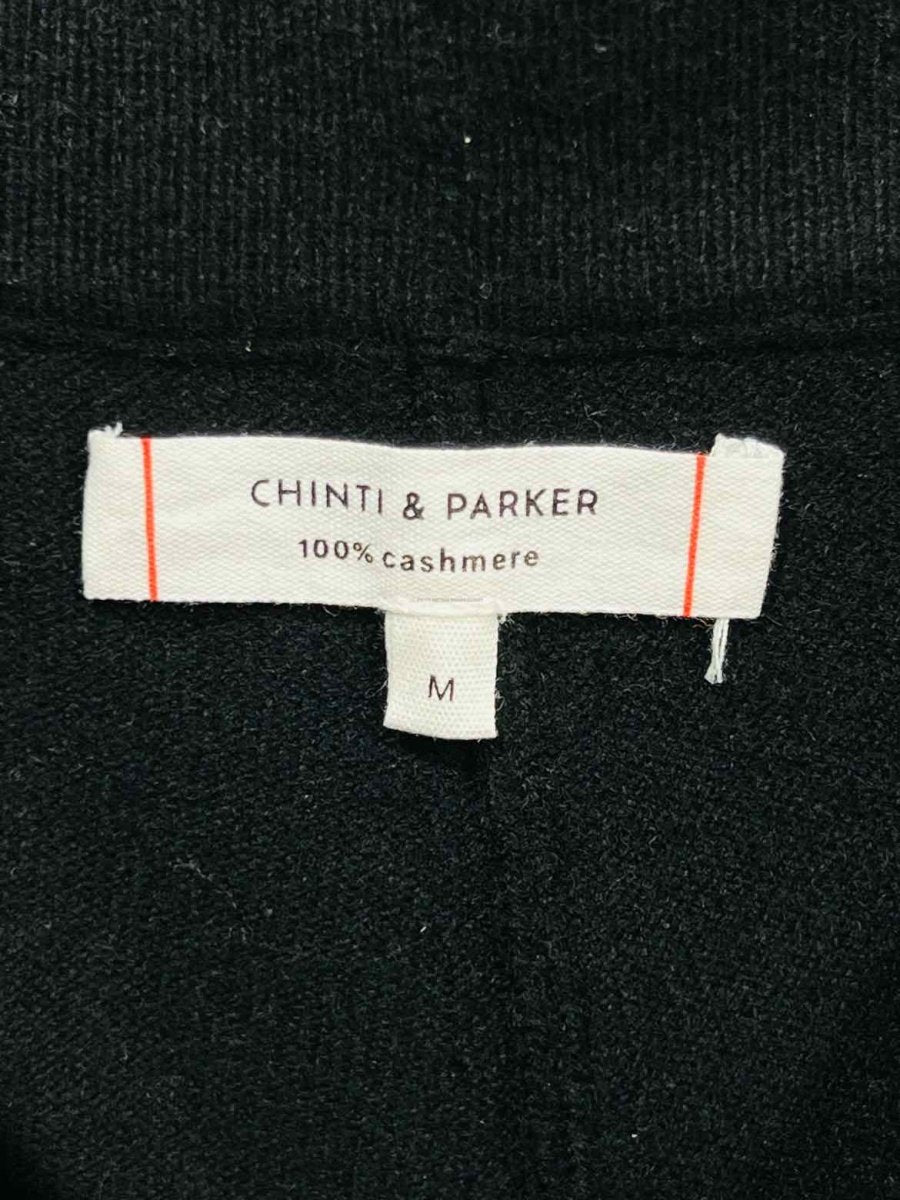 CHINTI & PARKER
100% cashmere
M